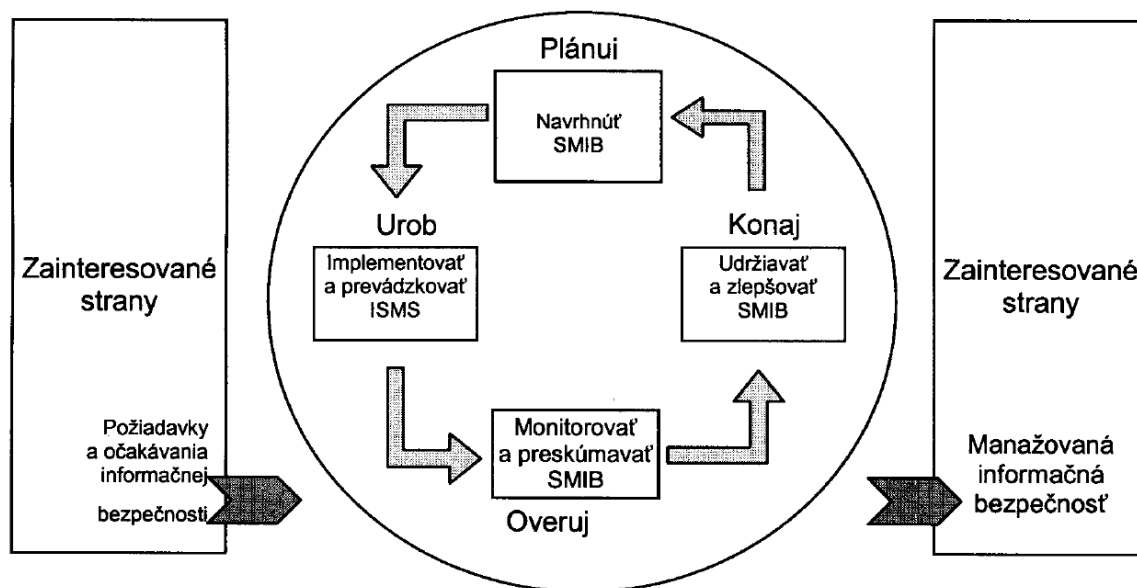 Zainteresované
strany
Požiadavky
a očakávania
informačnej
bezpečnosti
Plánui
Navrhnúť
SMIB
Urob
Implementovať
a prevádzkovať
ISMS
Konaj
Udržiavať
a zlepšovať
SMIB
Monitorovať
a preskúmavať
SMIB
Overuj
Zainteresované
strany
Manažovaná
informačná
bezpečnosť